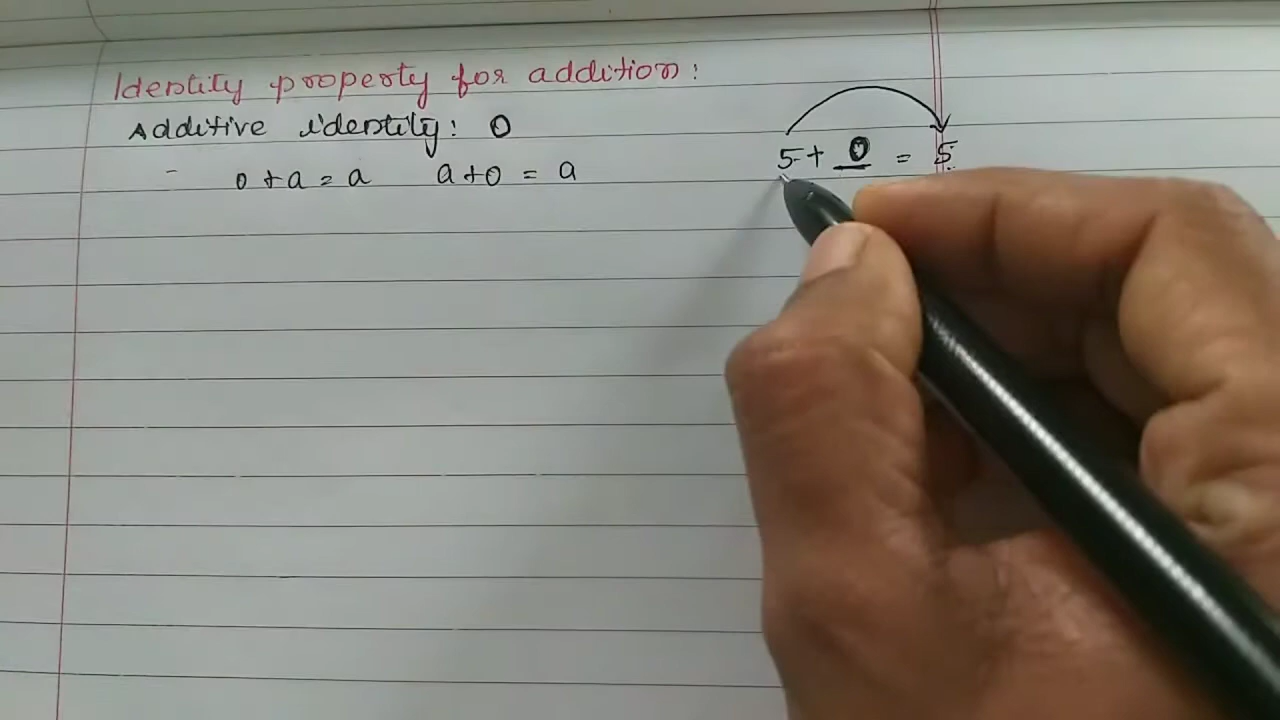 Identity property for addition:
Additive identity: 0
5 + 0 = 5.
- 0 + a = a a + 0 = a